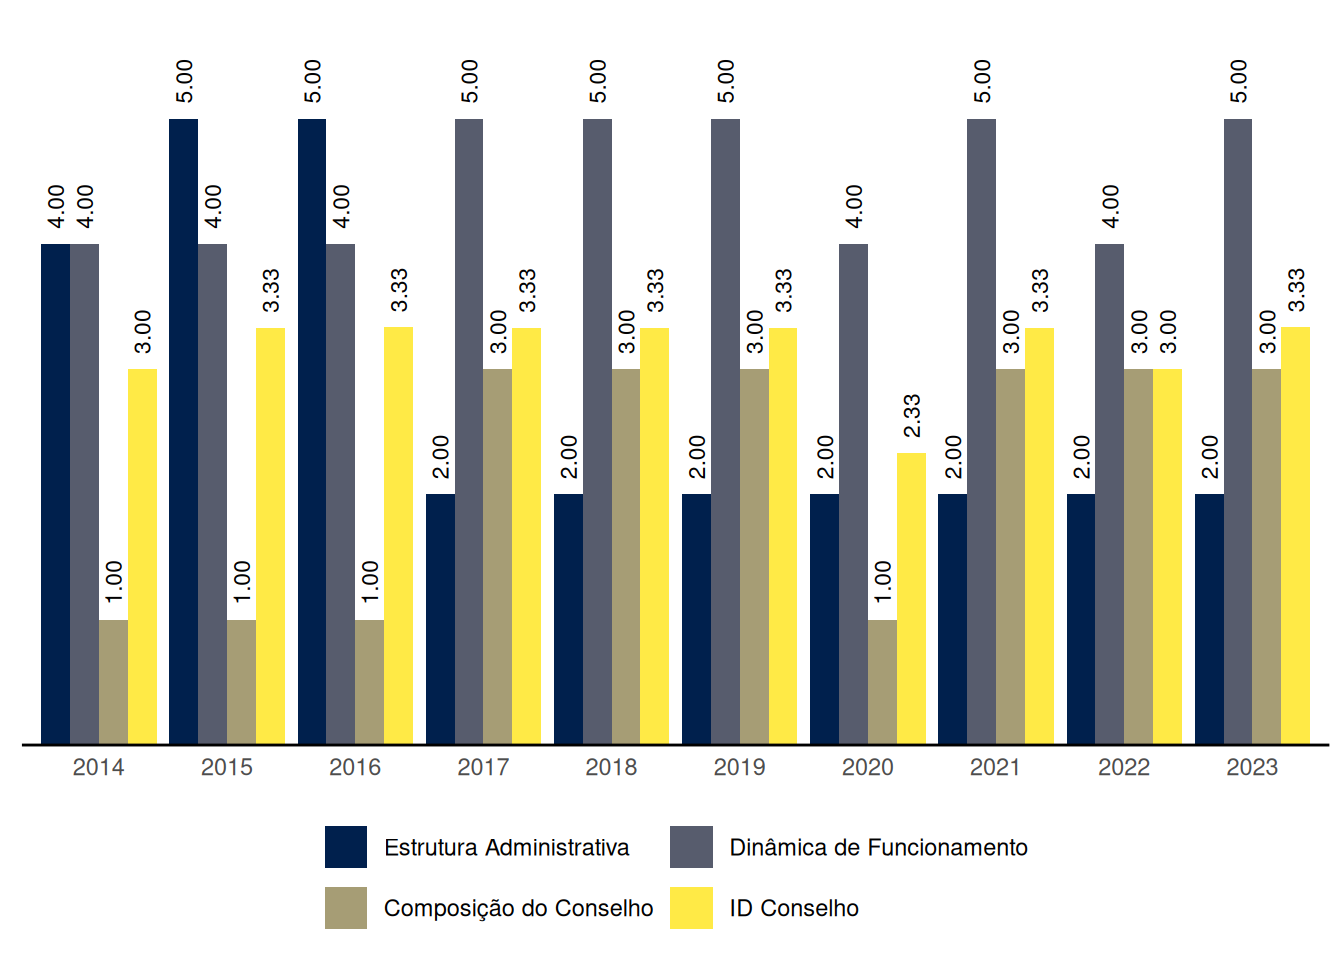 4.00 4.00 1.00 3.00
5.00 4.00 1.00 3.33
5.00 4.00 1.00 3.33
2.00 5.00 3.00 3.33
2.00 5.00 3.00 3.33
2.00 5.00 3.00 3.33
2.00 4.00 1.00 2.33
2.00 5.00 3.00 3.33
2.00 4.00 3.00 3.00
2.00 5.00 3.00 3.33
2014 2015 2016 2017 2018 2019 2020 2021 2022 2023
Estrutura Administrativa Dinâmica de Funcionamento
Composição do Conselho ID Conselho